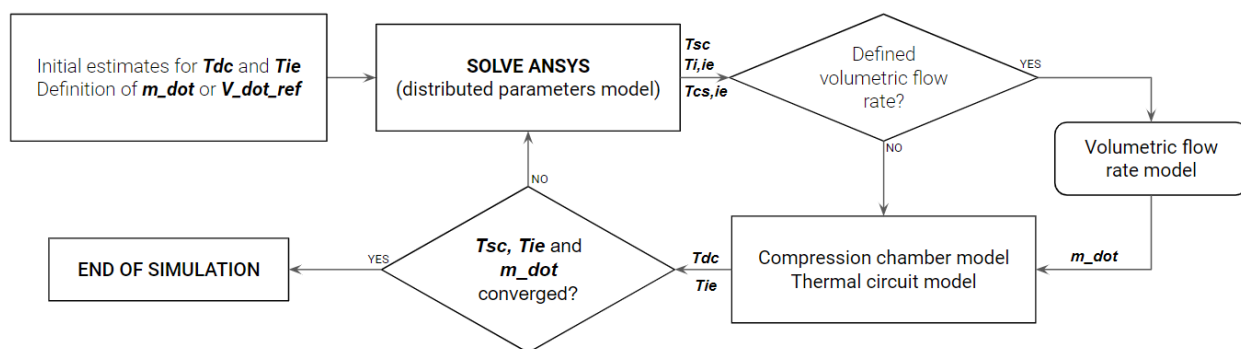 Initial estimates for Tdc and Tie
Definition of m_dot or V_dot_ref
SOLVE ANSYS
(distributed parameters model)
Tsc
Ti,ie
Tcs,ie
Defined
volumetric flow
rate?
YES
NO
Volumetric flow
rate model
m_dot
Compression chamber model
Thermal circuit model
Tdc
Tie
Tsc, Tie and
m_dot
converged?
NO
YES
END OF SIMULATION